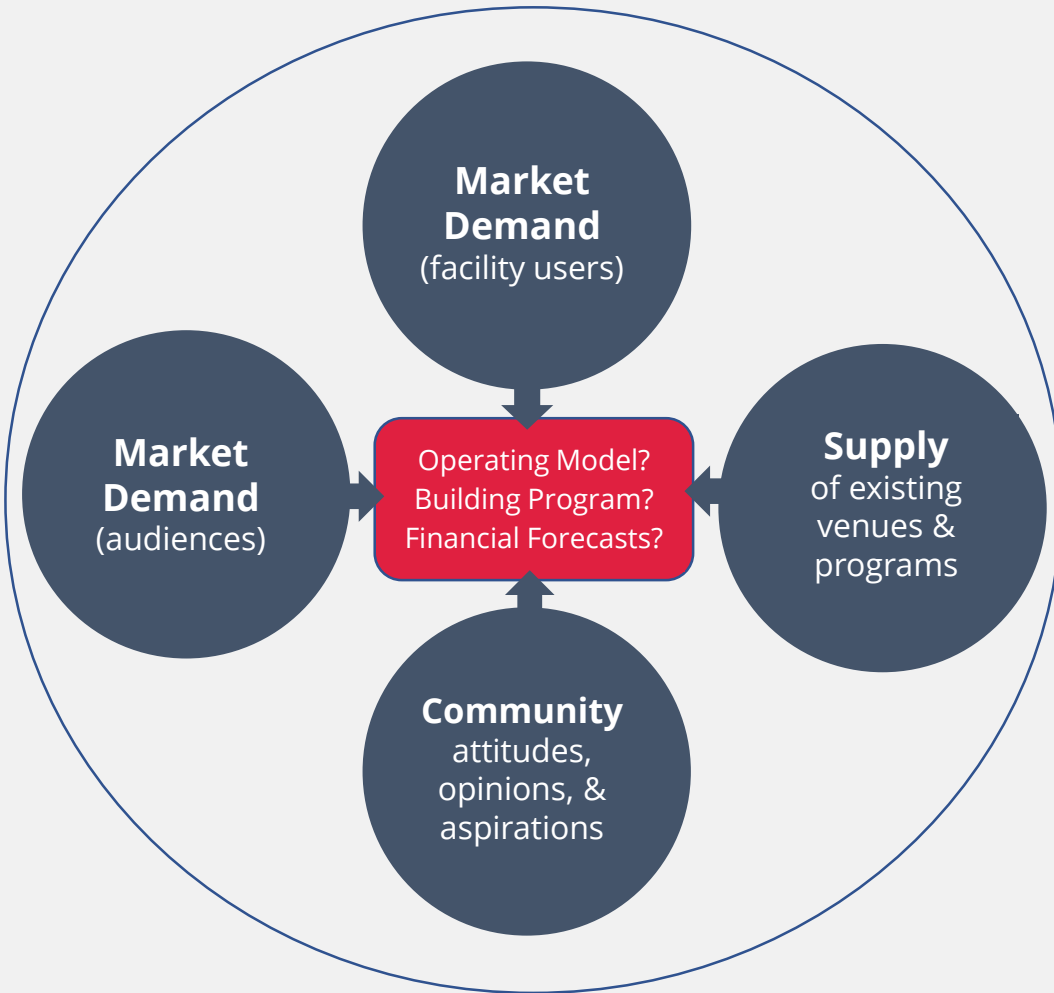 Market
Demand
(facility users)
Market
Demand
(audiences)
Operating Model?
Building Program?
Financial Forecasts?
Supply
of existing
venues &
programs
Community
attitudes,
opinions, &
aspirations